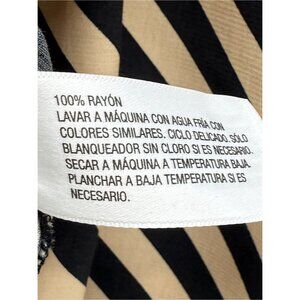 100% RAYÓN
LAVAR A MÁQUINA CON AGUA FRÍA CON
COLORES SIMILARES. CICLO DELICADO. SÓLO
BLANQUEADOR SIN CLORO SI ES NECESARIO.
SECAR A MÁQUINA A TEMPERATURA BAJA.
PLANCHAR A BAJA TEMPERATURA SI ES
NECESARIO.